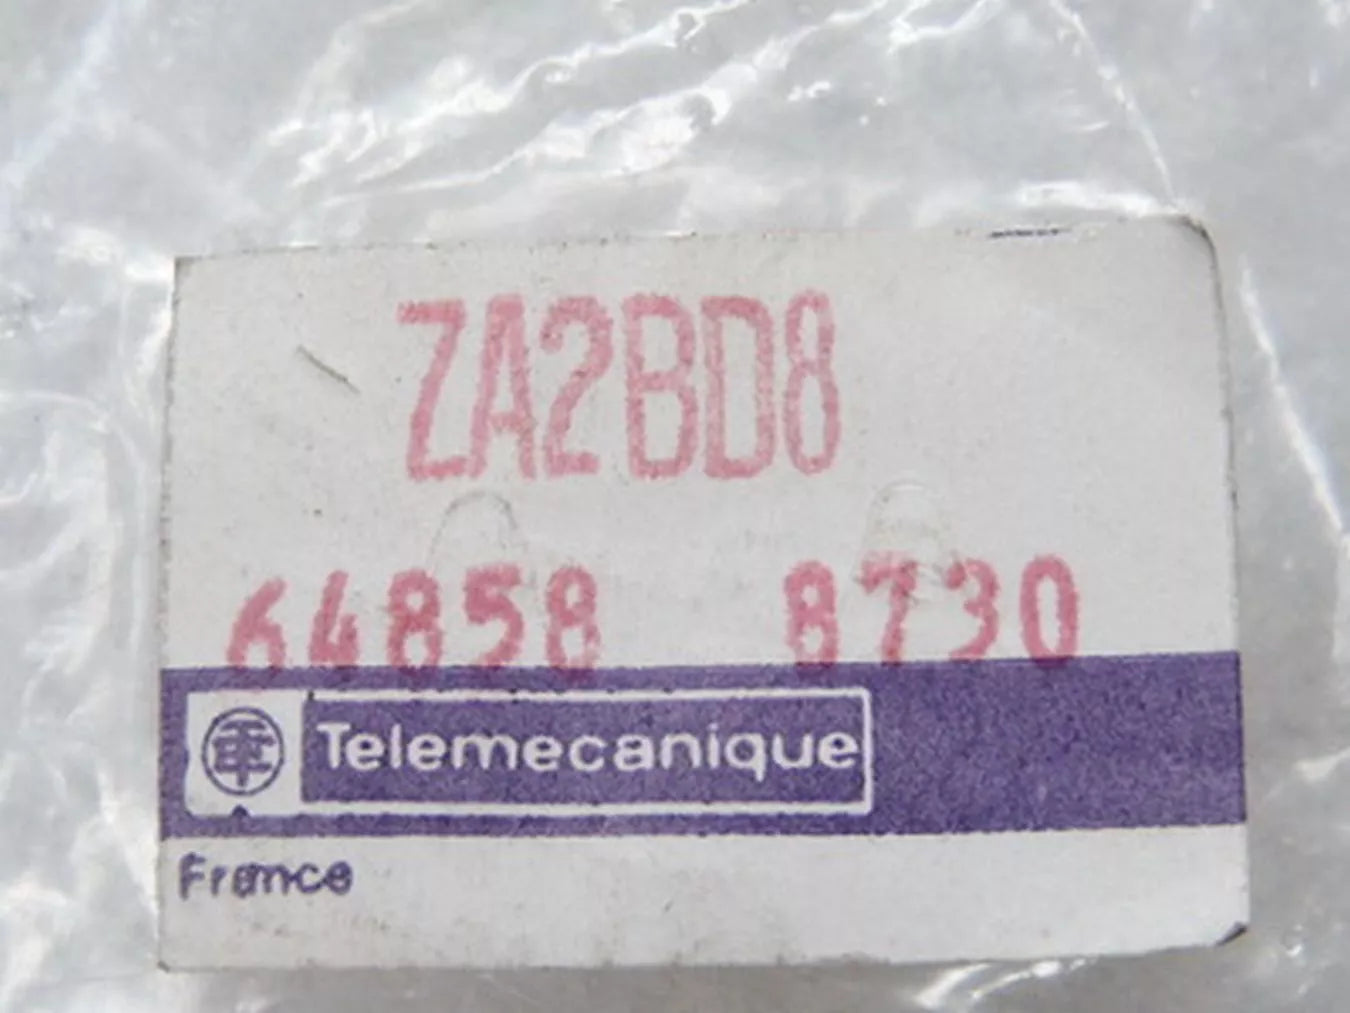 ZA2BD8
64858 8730
Telemecanique
France